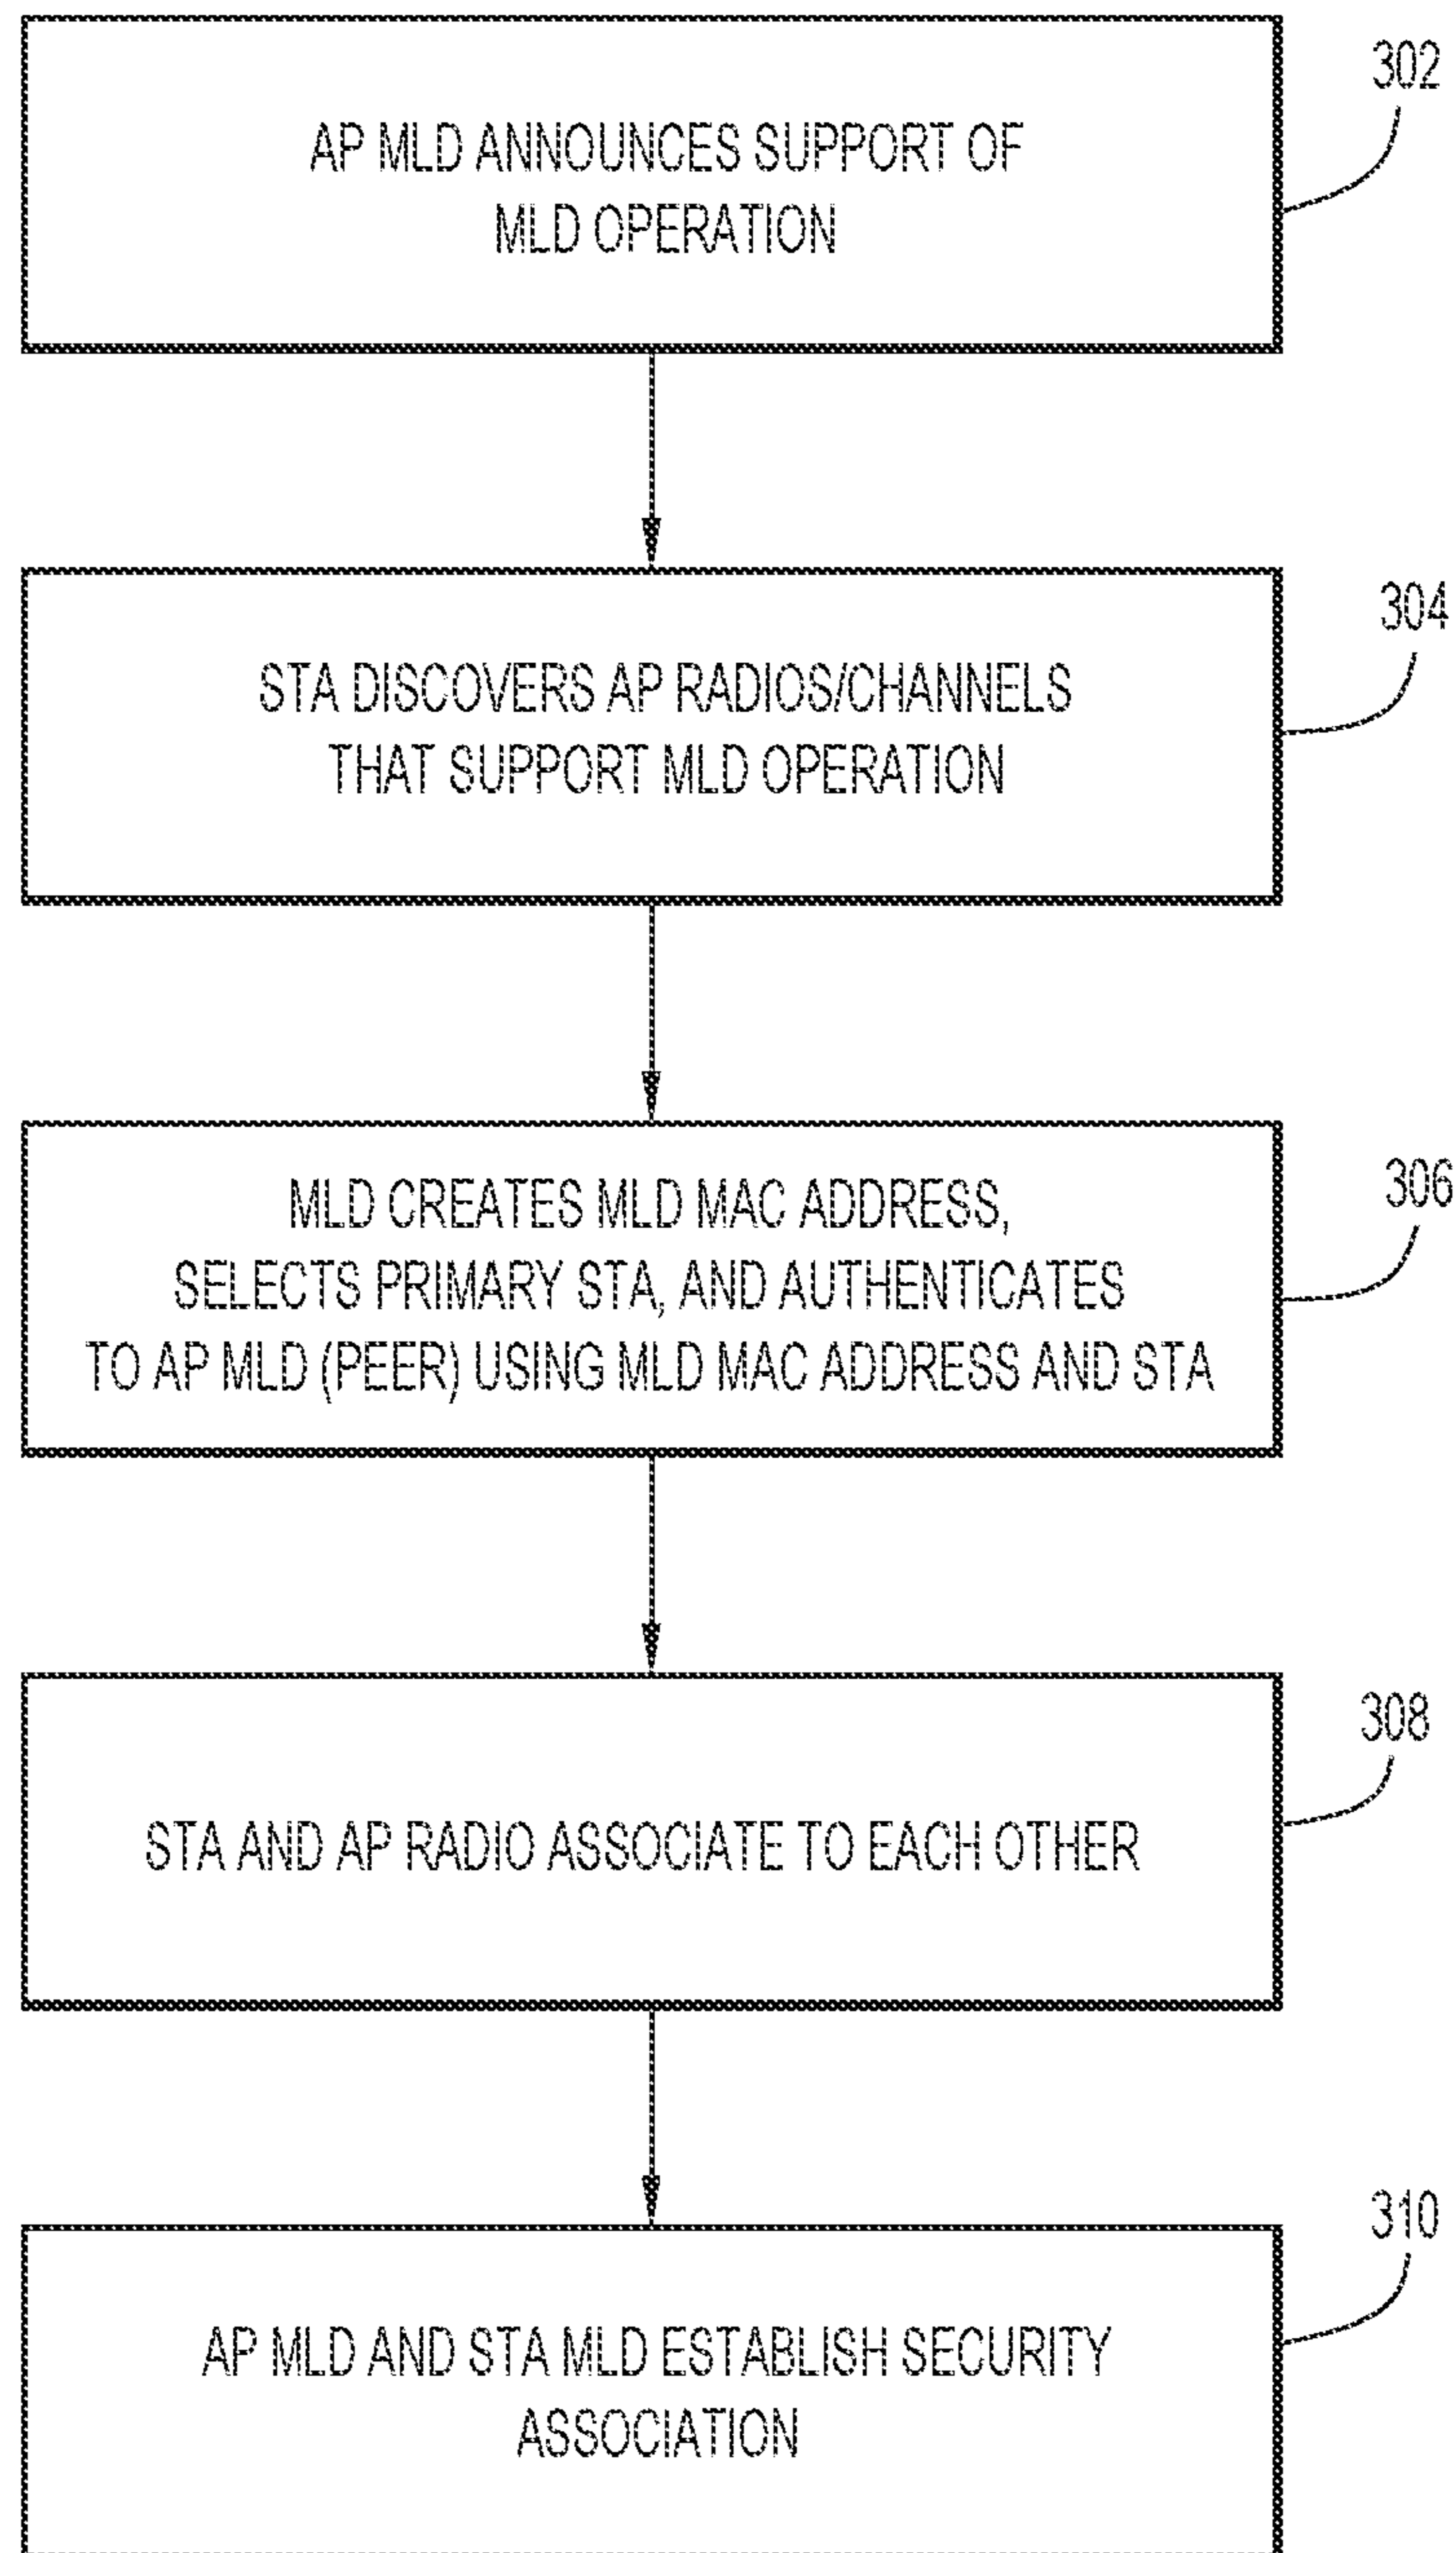 AP MLD ANNOUNCES SUPPORT OF
MLD OPERATION
302
STA DISCOVERS AP RADIOS/CHANNELS
THAT SUPPORT MLD OPERATION
304
MLD CREATES MLD MAC ADDRESS,
SELECTS PRIMARY STA, AND AUTHENTICATES
TO AP MLD (PEER) USING MLD MAC ADDRESS AND STA
306
STA AND AP RADIO ASSOCIATE TO EACH OTHER
308
AP MLD AND STA MLD ESTABLISH SECURITY
ASSOCIATION
310